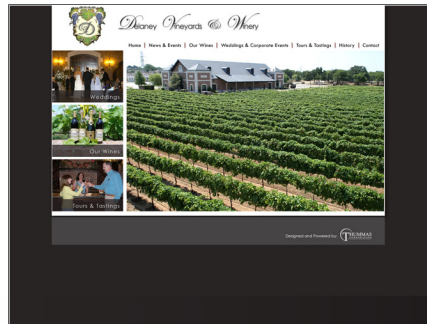 D
Delaney Vineyards & Winery
Home | News & Events | Our Wines | Weddings & Corporate Events | Tours & Tastings | History | Contact
Weddings
Our Wines
Tours & Tastings
Designed and Powered by: THUMMAS